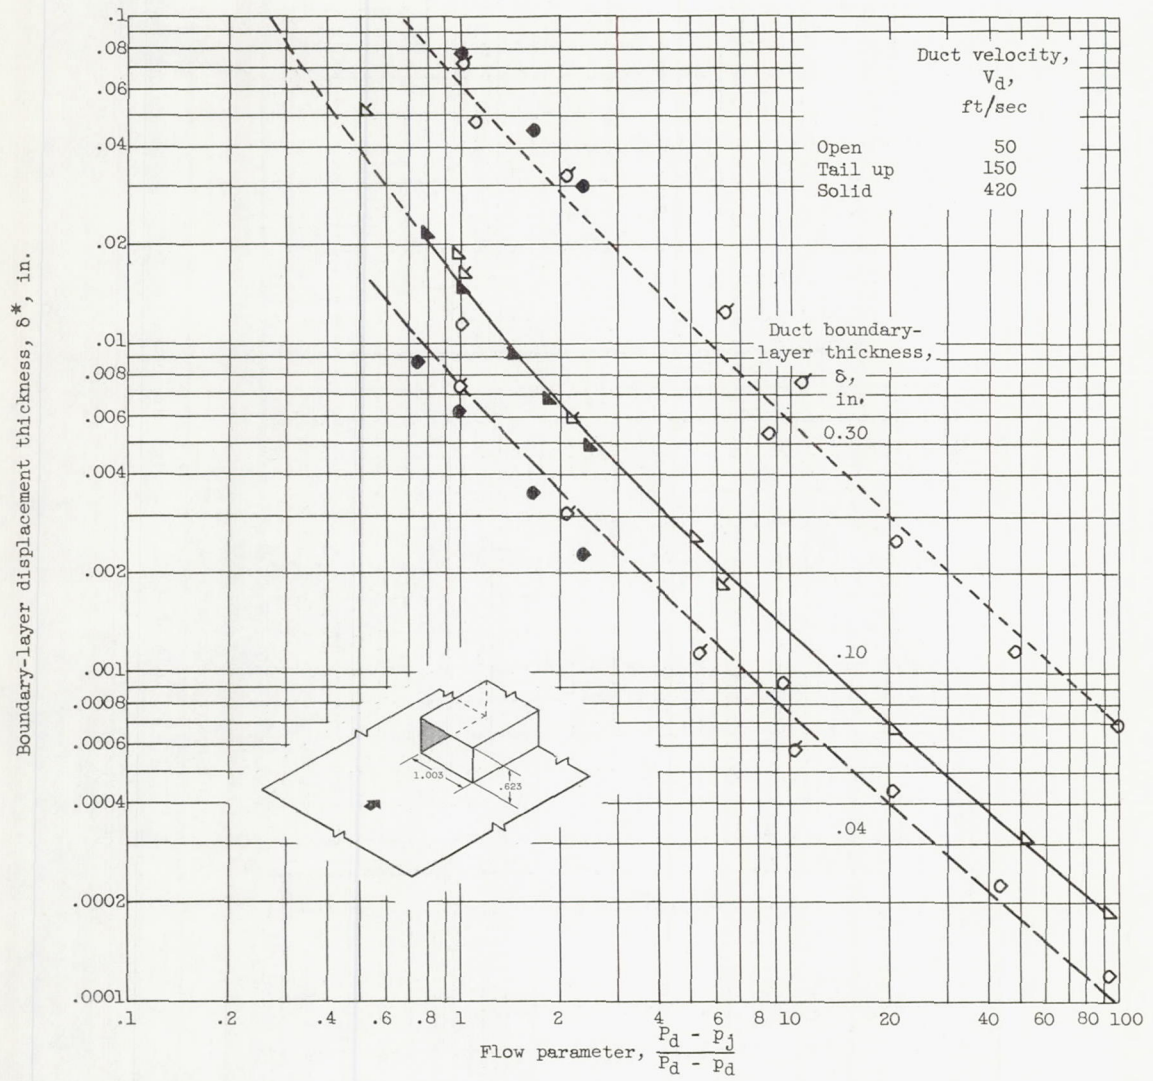 .1
.08
.06
.04
.02
.01
.008
.006
.004
.002
.001
.0008
.0006
.0004
.0002
.0001
Boundary-layer displacement thickness, δ*, in.
Duct velocity,
V_d,
ft/sec
Open 50
Tail up 150
Solid 420
Duct boundary-
layer thickness,
δ,
in.
0.30
.10
.04
1.003
.623
.1 .2 .4 .6 .8 1 2 4 6 8 10 20 40 60 80 100
Flow parameter, P_d - p_j
P_d - p_d